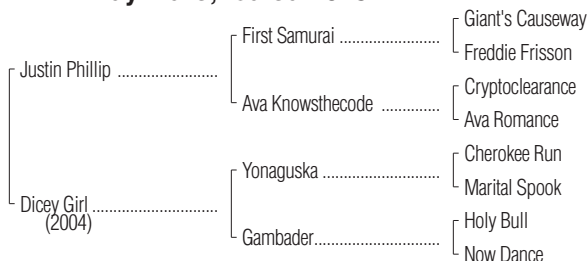 Giant's Causeway
First Samurai ....................
Freddie Frisson
Justin Phillip ........................
Cryptoclearance
Ava Knowsthecode ..............
Ava Romance
Cherokee Run
Yonaguska ........................
Marital Spook
Dicey Girl ..............................
(2004)
Holy Bull
Gambader.........................
Now Dance